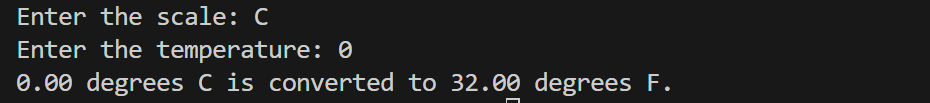 Enter the scale: C
Enter the temperature: 0
0.00 degrees C is converted to 32.00 degrees F.